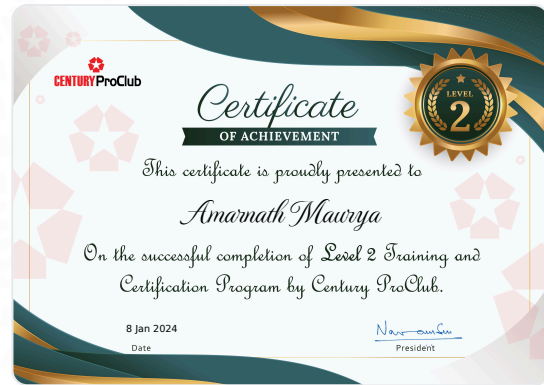 CENTURY ProClub
Certificate
OF ACHIEVEMENT
LEVEL
2
This certificate is proudly presented to
Amarnath Maurya
On the successful completion of Level 2 Training and
Certification Program by Century ProClub.
8 Jan 2024
Date
President